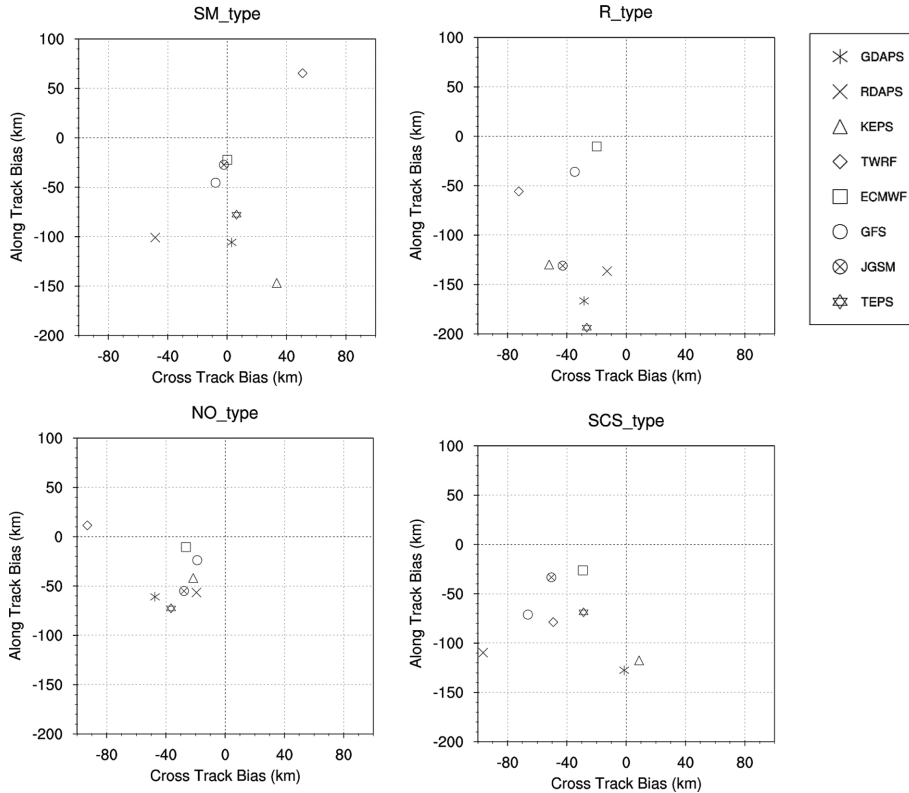 SM_type
Along Track Bias (km)
100
50
0
-50
-100
-150
-200
-80 -40 0 40 80
Cross Track Bias (km)
R_type
Along Track Bias (km)
100
50
0
-50
-100
-150
-200
-80 -40 0 40 80
Cross Track Bias (km)
GDAPS
RDAPS
KEPS
TWRF
ECMWF
GFS
JGSM
TEPS
NO_type
Along Track Bias (km)
100
50
0
-50
-100
-150
-200
-80 -40 0 40 80
Cross Track Bias (km)
SCS_type
Along Track Bias (km)
100
50
0
-50
-100
-150
-200
-80 -40 0 40 80
Cross Track Bias (km)